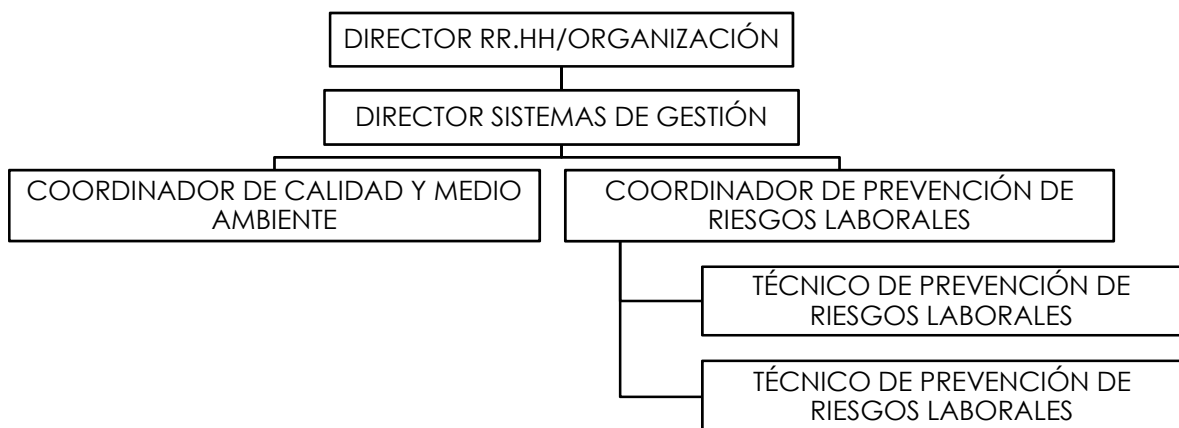 DIRECTOR RR.HH/ORGANIZACIÓN
DIRECTOR SISTEMAS DE GESTIÓN
COORDINADOR DE CALIDAD Y MEDIO
AMBIENTE
COORDINADOR DE PREVENCIÓN DE
RIESGOS LABORALES
TÉCNICO DE PREVENCIÓN DE
RIESGOS LABORALES
TÉCNICO DE PREVENCIÓN DE
RIESGOS LABORALES